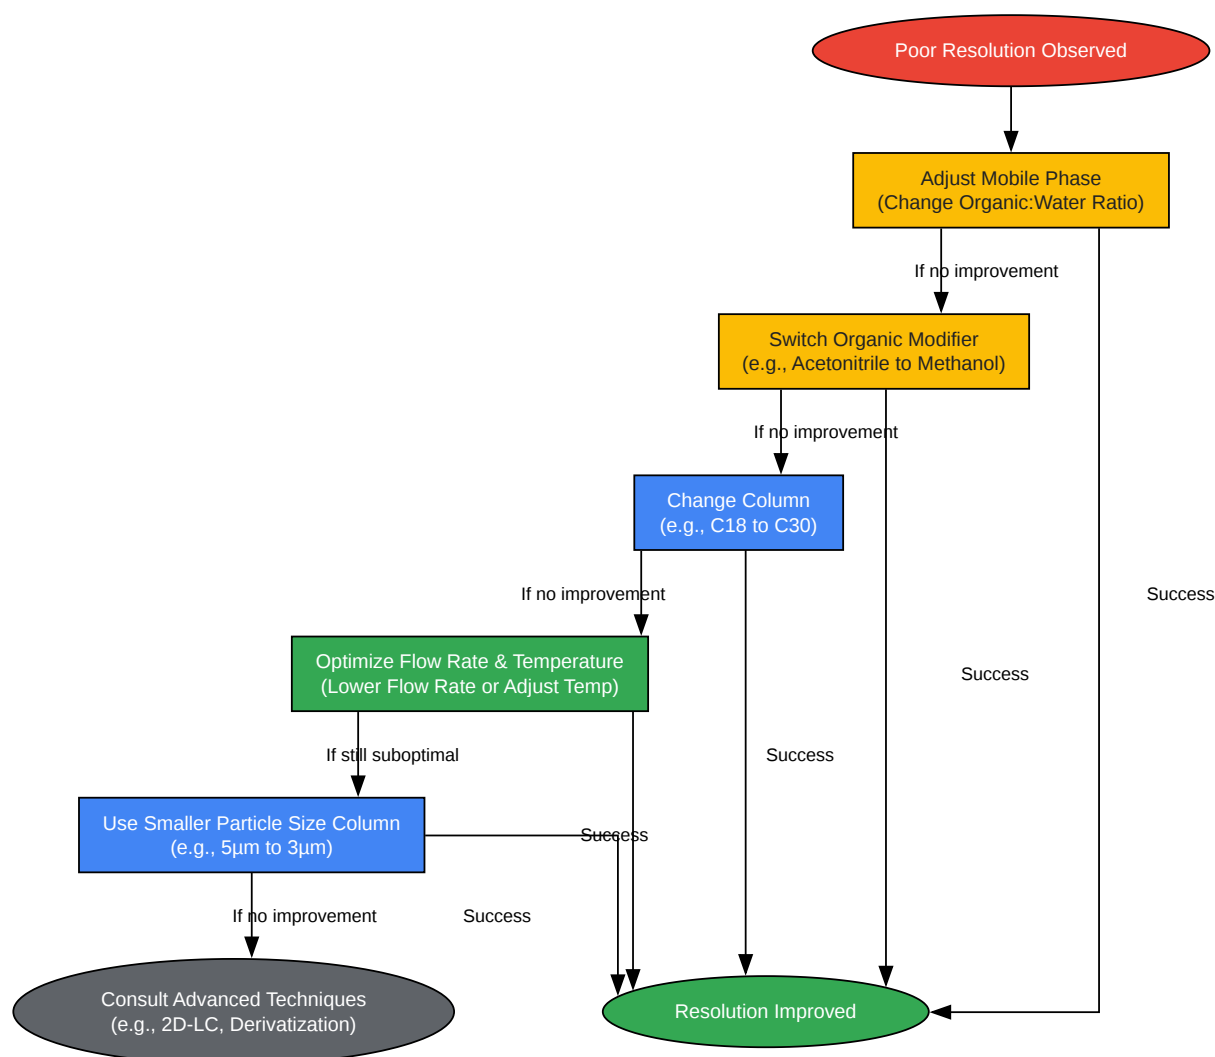 Poor Resolution Observed
Adjust Mobile Phase
(Change Organic:Water Ratio)
If no improvement
Switch Organic Modifier
(e.g., Acetonitrile to Methanol)
If no improvement
Change Column
(e.g., C18 to C30)
If no improvement
Success
Optimize Flow Rate & Temperature
(Lower Flow Rate or Adjust Temp)
Success
If still suboptimal
Success
Use Smaller Particle Size Column
(e.g., 5µm to 3µm)
Success
If no improvement
Success
Consult Advanced Techniques
(e.g., 2D-LC, Derivatization)
Resolution Improved